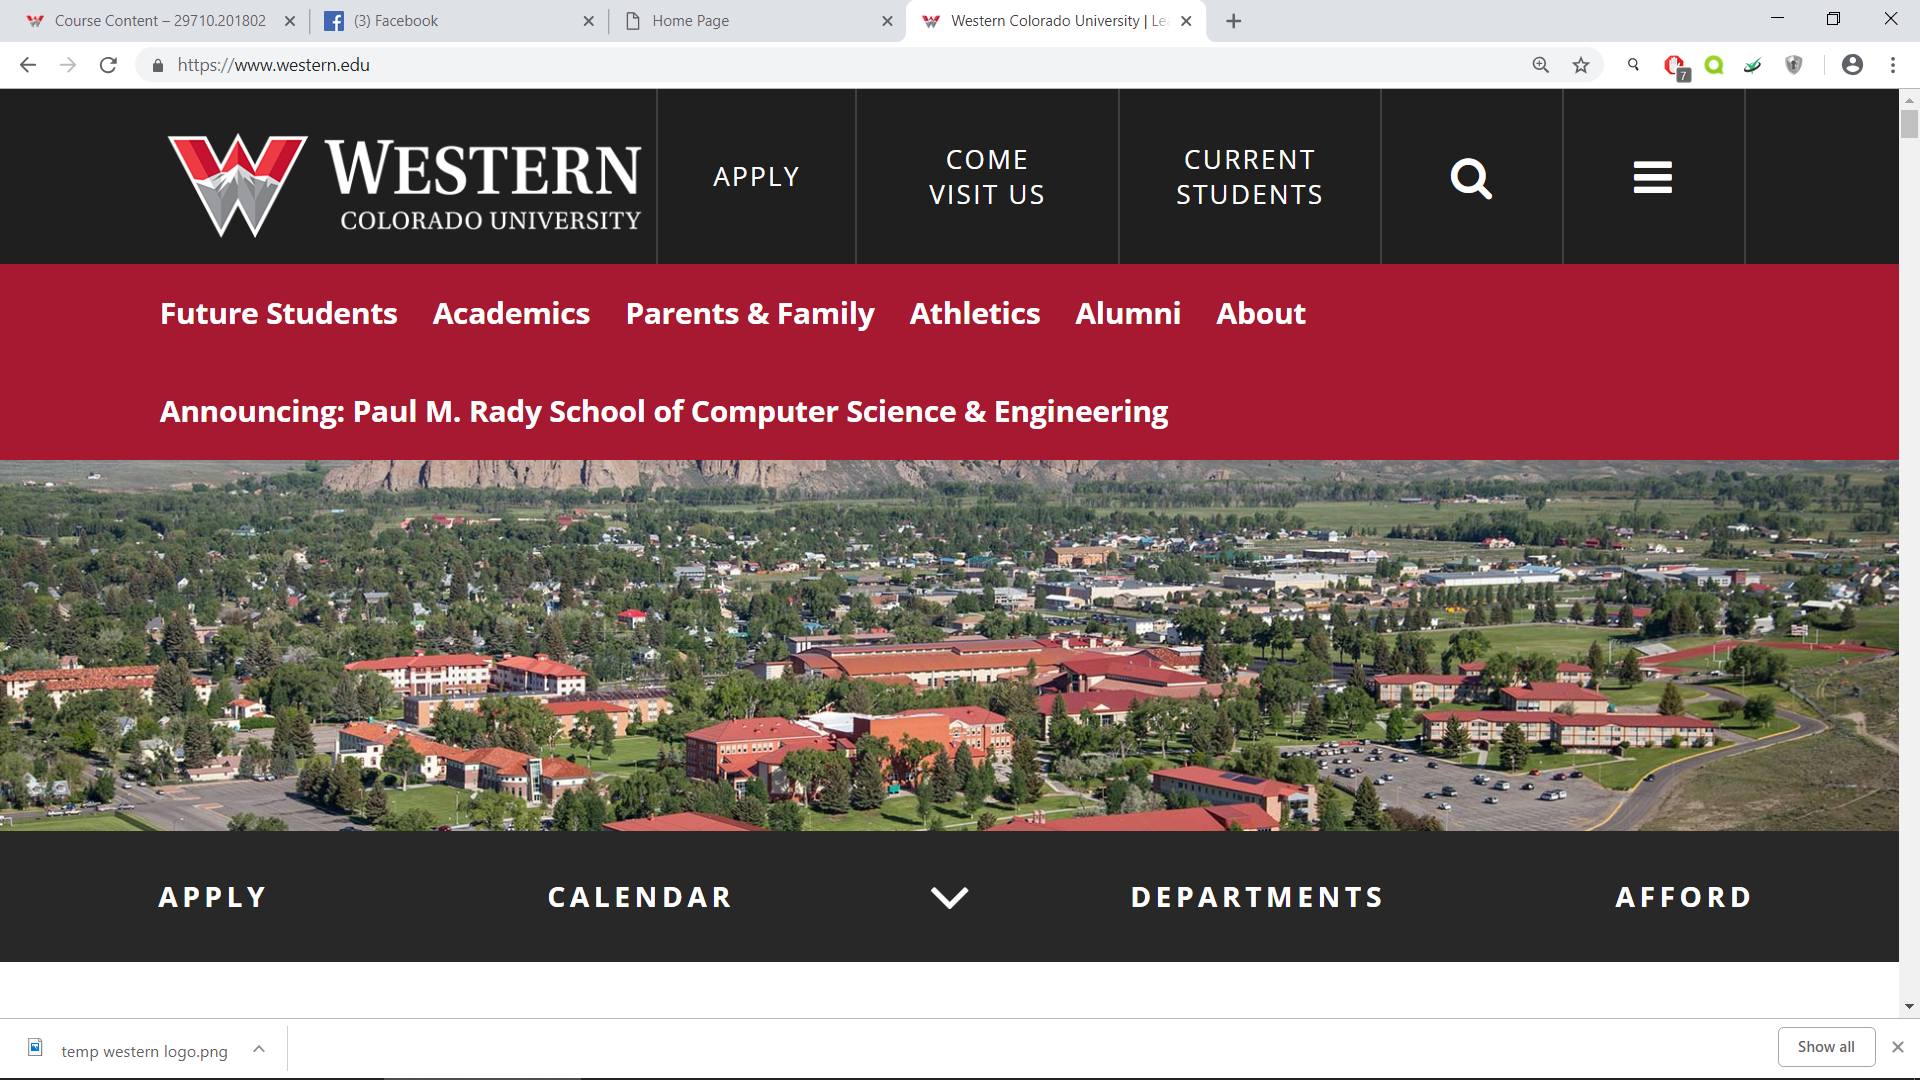 Course Content – 29710.201802
(3) Facebook
Home Page
Western Colorado University | Le
https://www.western.edu
7
WESTERN
COLORADO UNIVERSITY
APPLY
COME
VISIT US
CURRENT
STUDENTS
Future Students Academics Parents & Family Athletics Alumni About
Announcing: Paul M. Rady School of Computer Science & Engineering
APPLY CALENDAR DEPARTMENTS AFFORD
temp western logo.png
Show all